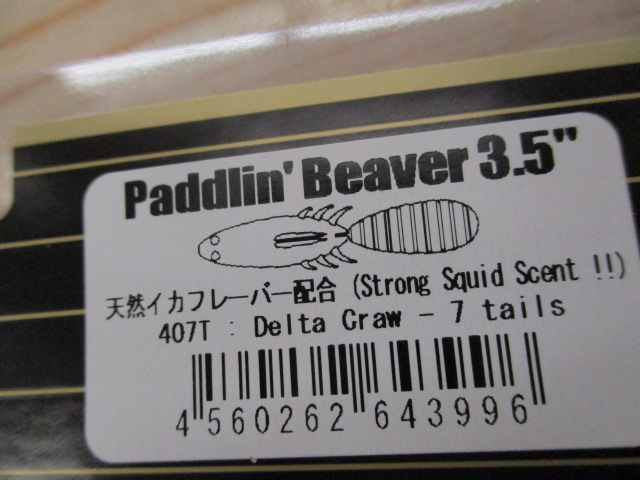 Paddlin' Beaver 3.5"
天然イカフレーバー配合 (Strong Squid Scent !!)
407T : Delta Craw - 7 tails
4 560262 643996